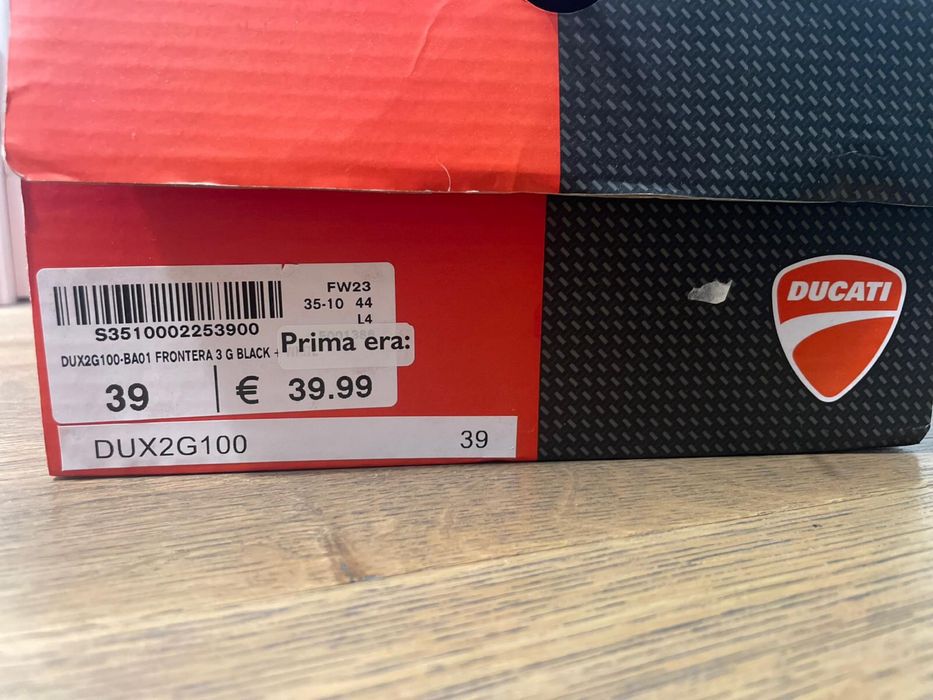 DUCATI
FW23
35-10 44
L4
S3510002253900
Prima era:
DUX2G100-BA01 FRONTERA 3 G BLACK +
39 € 39.99
DUX2G100 39